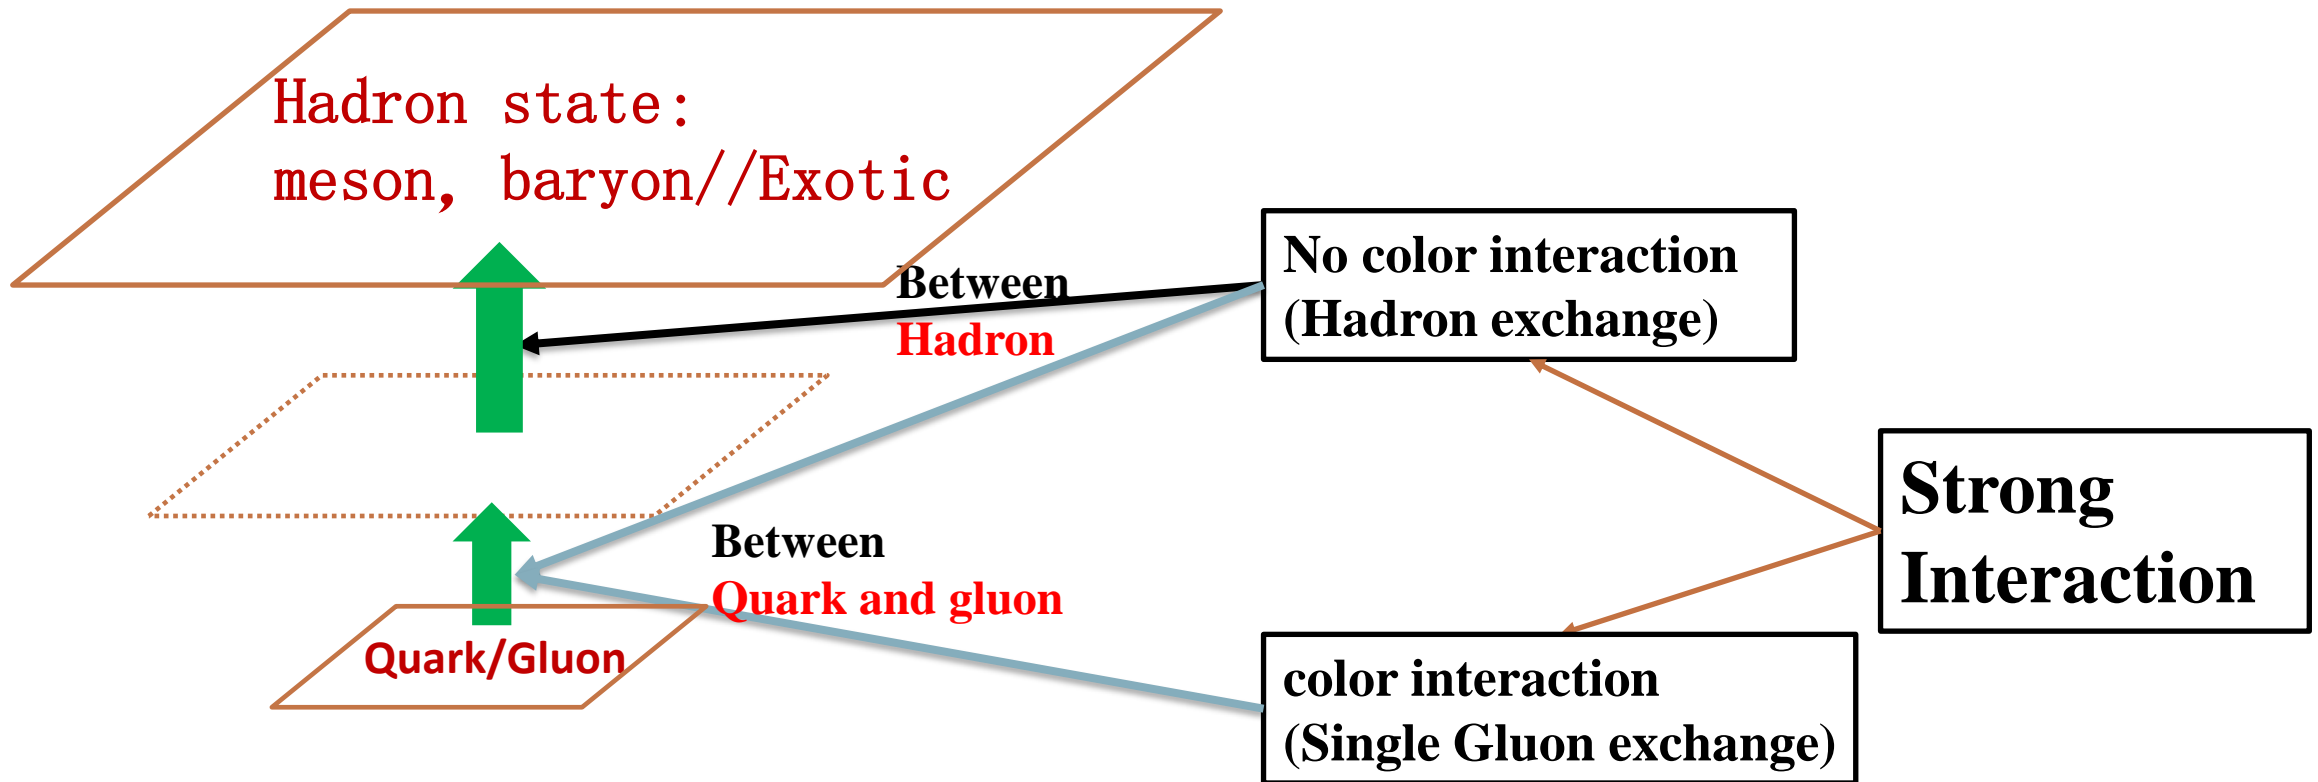 Hadron state:
meson, baryon//Exotic
Between
Hadron
No color interaction
(Hadron exchange)
Strong
Interaction
Between
Quark and gluon
Quark/Gluon
color interaction
(Single Gluon exchange)